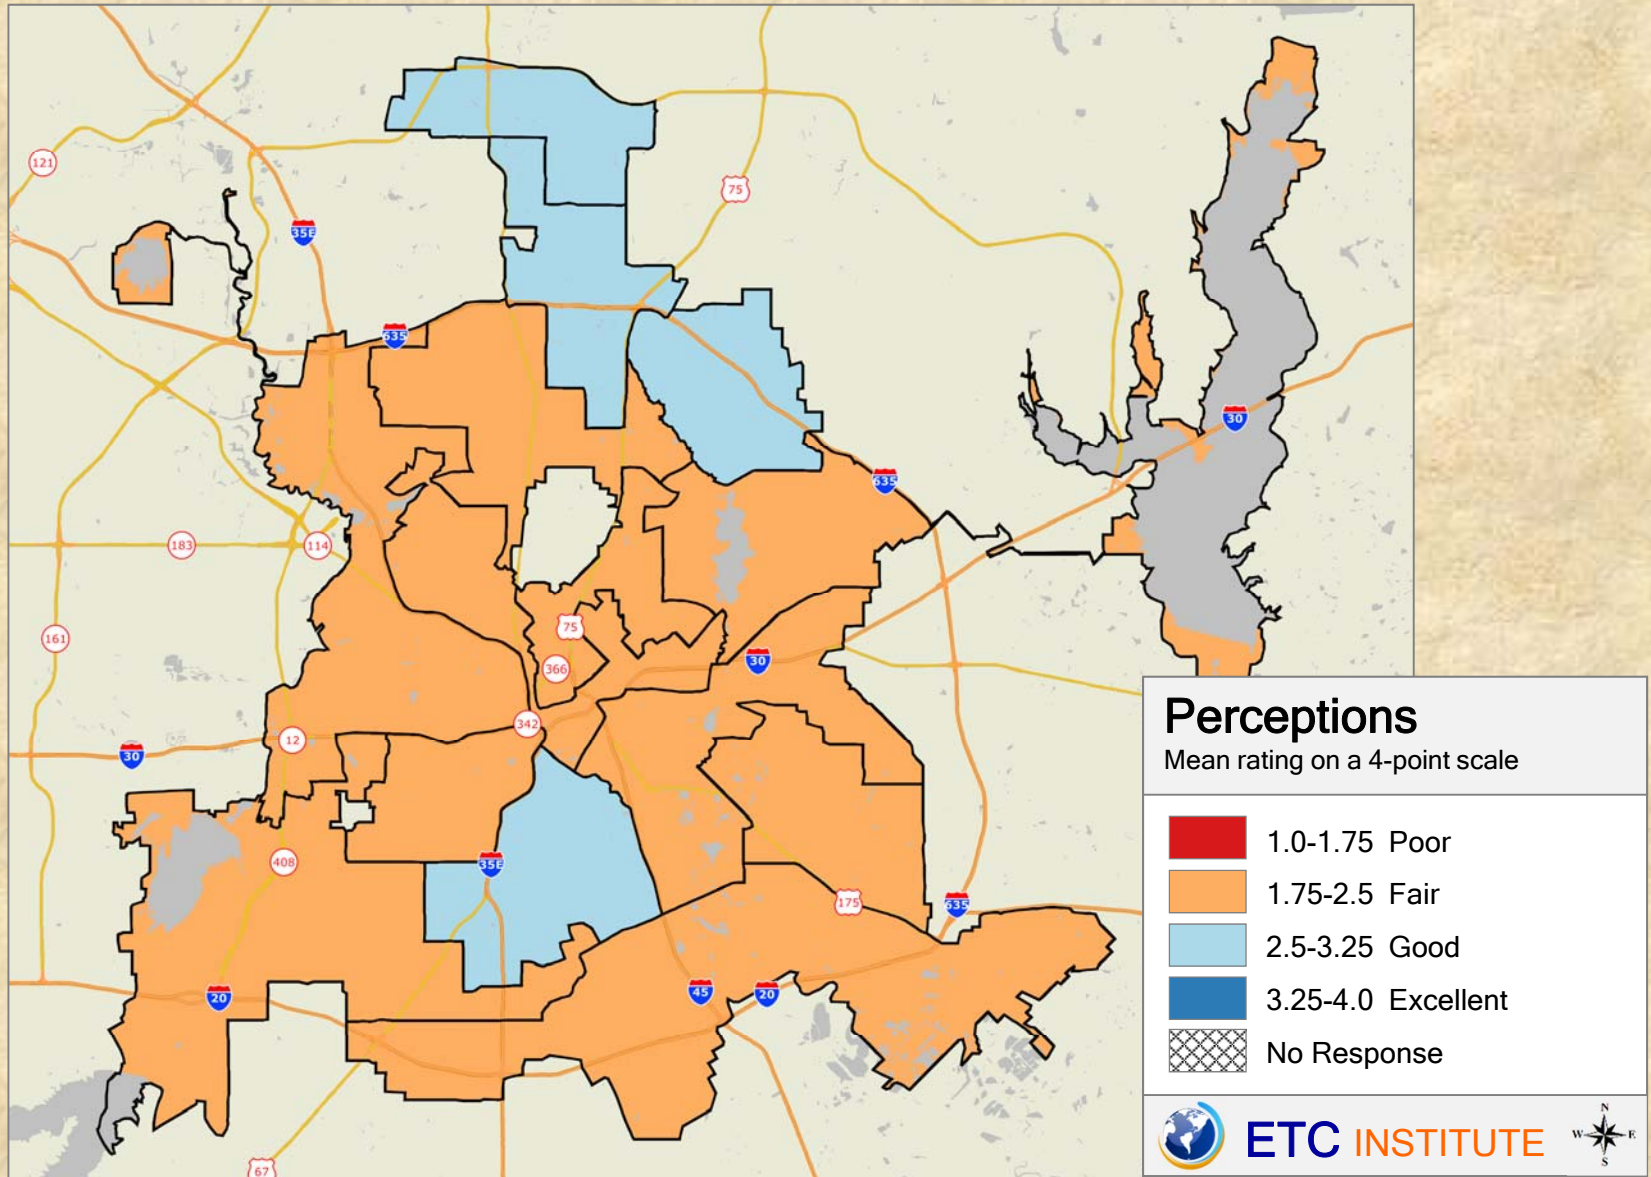 121
75
35E
635
30
635
183
114
161
75
366
30
342
12
30
408
35E
175
635
20
45
20
67
Perceptions
Mean rating on a 4-point scale
1.0-1.75 Poor
1.75-2.5 Fair
2.5-3.25 Good
3.25-4.0 Excellent
No Response
ETC INSTITUTE
N
W E
S